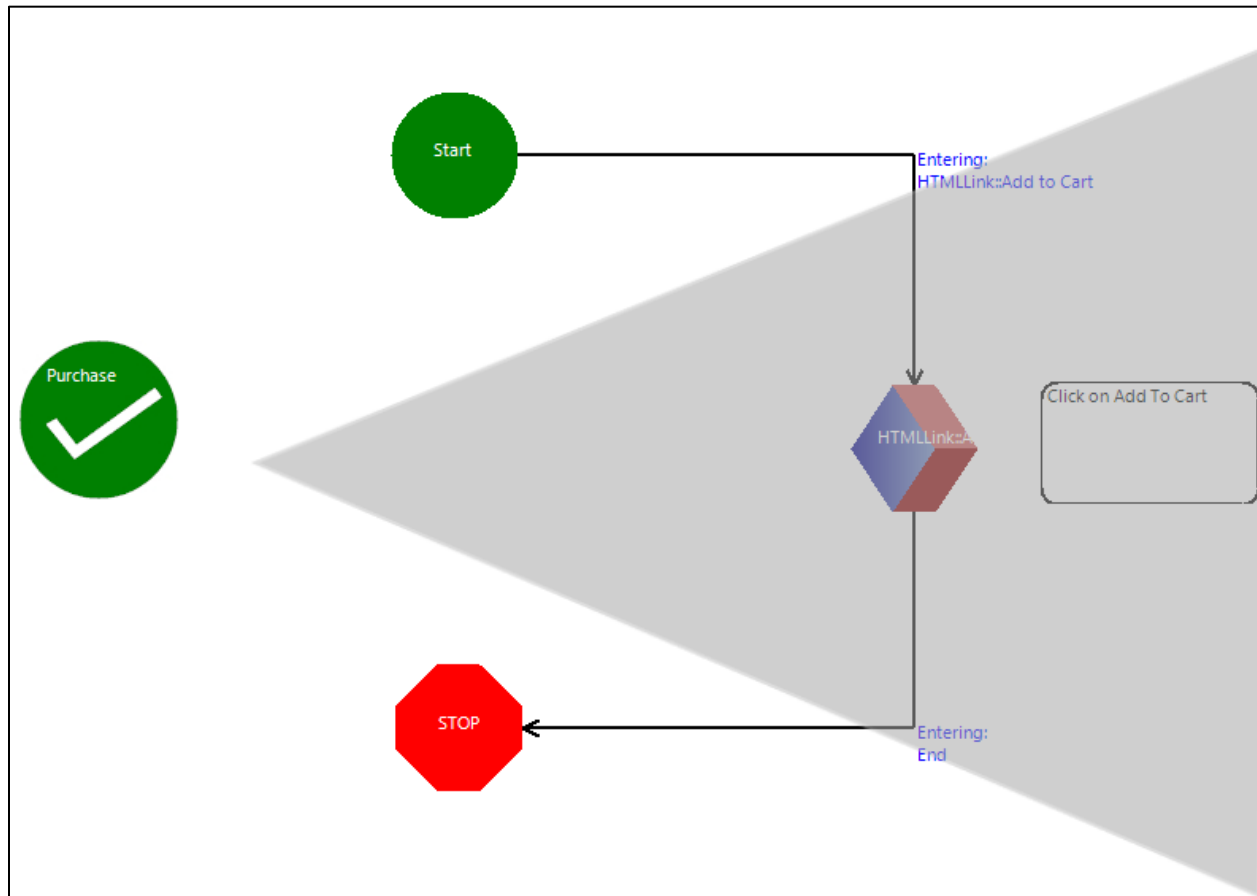 Start
Entering:
HTMLLink::Add to Cart
Purchase
HTMLLink::A
Click on Add To Cart
STOP
Entering:
End